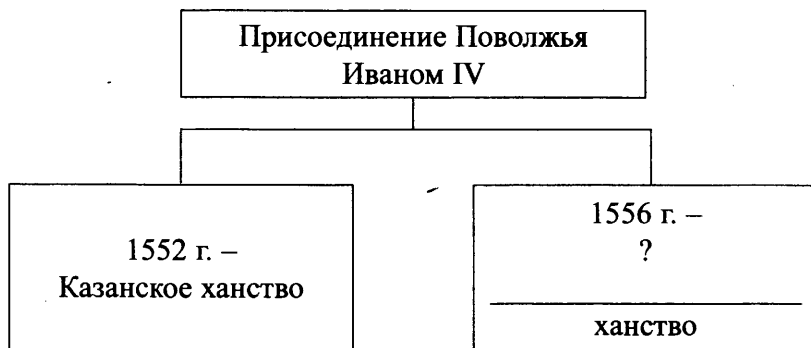 Присоединение Поволжья
Иваном IV
1552 г. –
Казанское ханство
1556 г. –
?
ханство